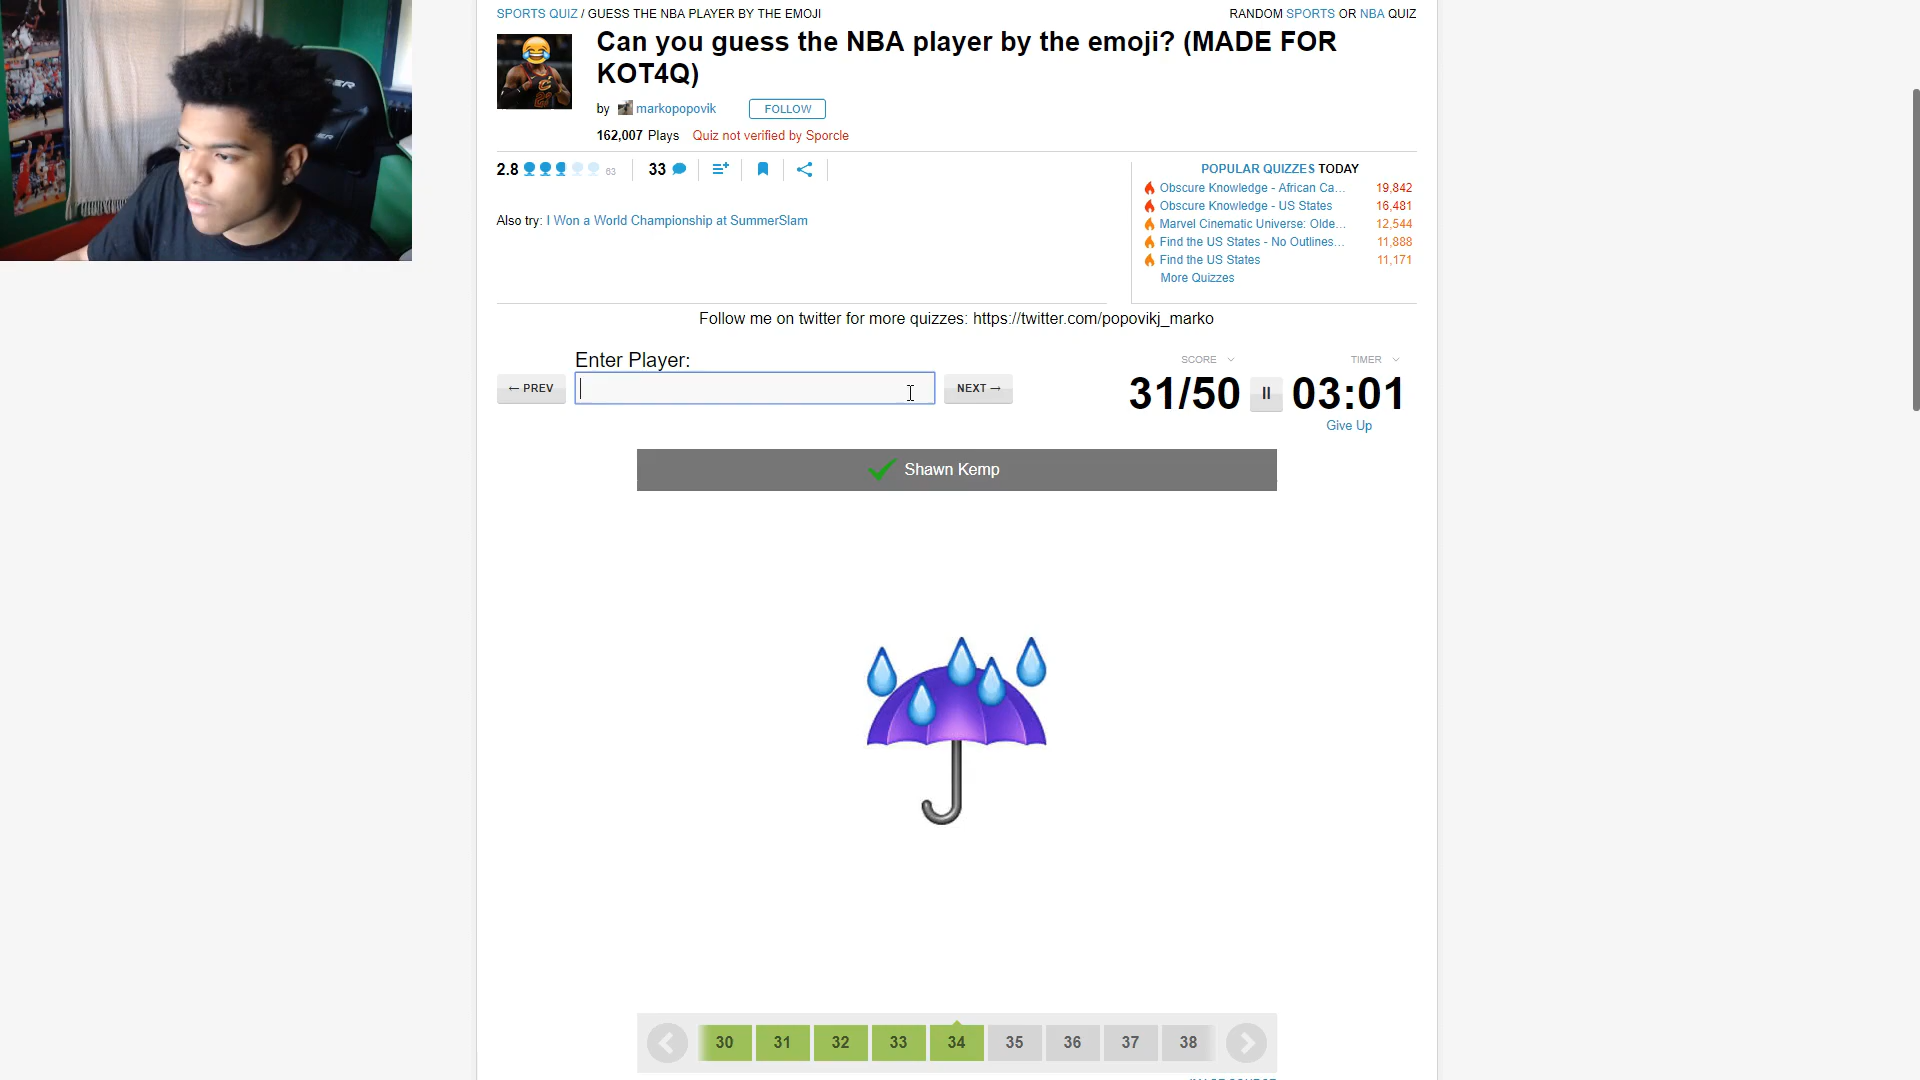 SPORTS QUIZ / GUESS THE NBA PLAYER BY THE EMOJI
RANDOM SPORTS OR NBA QUIZ
Can you guess the NBA player by the emoji? (MADE FOR
KOT4Q)
by markopopovik FOLLOW
162,007 Plays Quiz not verified by Sporcle
2.8 63 33
Also try: I Won a World Championship at SummerSlam
POPULAR QUIZZES TODAY
Obscure Knowledge - African Ca... 19,842
Obscure Knowledge - US States 16,481
Marvel Cinematic Universe: Olde... 12,544
Find the US States - No Outlines... 11,888
Find the US States 11,171
More Quizzes
Follow me on twitter for more quizzes: https://twitter.com/popovikj_marko
Enter Player:
← PREV
NEXT →
SCORE
TIMER
31/50
03:01
Give Up
Shawn Kemp
30 31 32 33 34 35 36 37 38